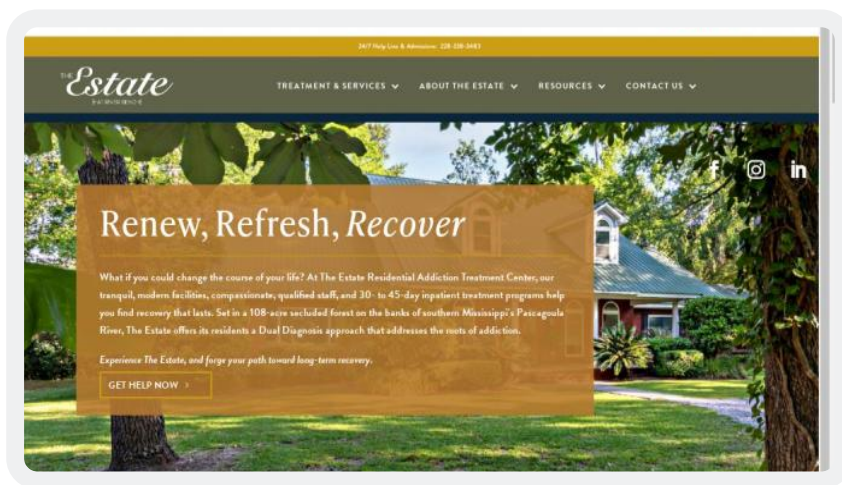 24/7 Help Line & Admissions:
THE
Estate
TREATMENT & SERVICES ABOUT THE ESTATE RESOURCES CONTACT US
f in
Renew, Refresh, Recover
What if you could change the course of your life? At The Estate Residential Addiction Treatment Center, our
tranquil, modern facilities, compassionate, qualified staff, and 30- to 45-day inpatient treatment programs help
you find recovery that lasts. Set in a 108-acre secluded forest on the banks of southern Mississippi's Pascagoula
River, The Estate offers its residents a Dual Diagnosis approach that addresses the roots of addiction.
Experience The Estate, and forge your path toward long-term recovery.
GET HELP NOW >